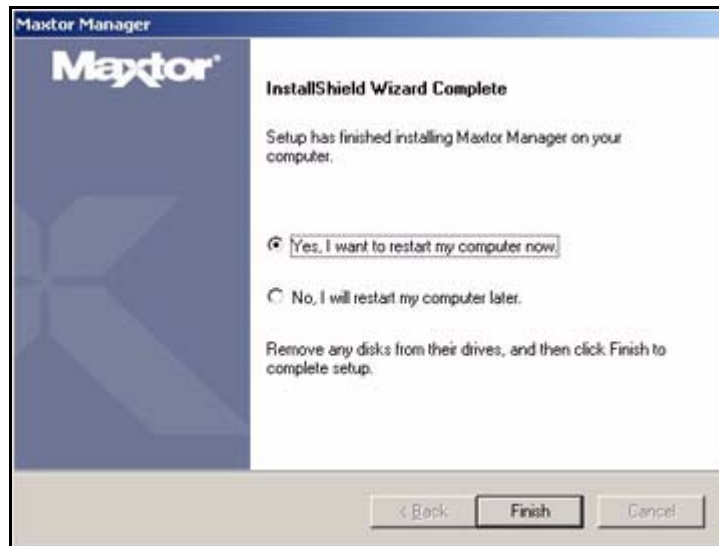 Maxtor Manager
Maxtor
InstallShield Wizard Complete
Setup has finished installing Maxtor Manager on your
computer.
Yes, I want to restart my computer now.
No, I will restart my computer later.
Remove any disks from their drives, and then click Finish to
complete setup.
< Back
Finish
Cancel